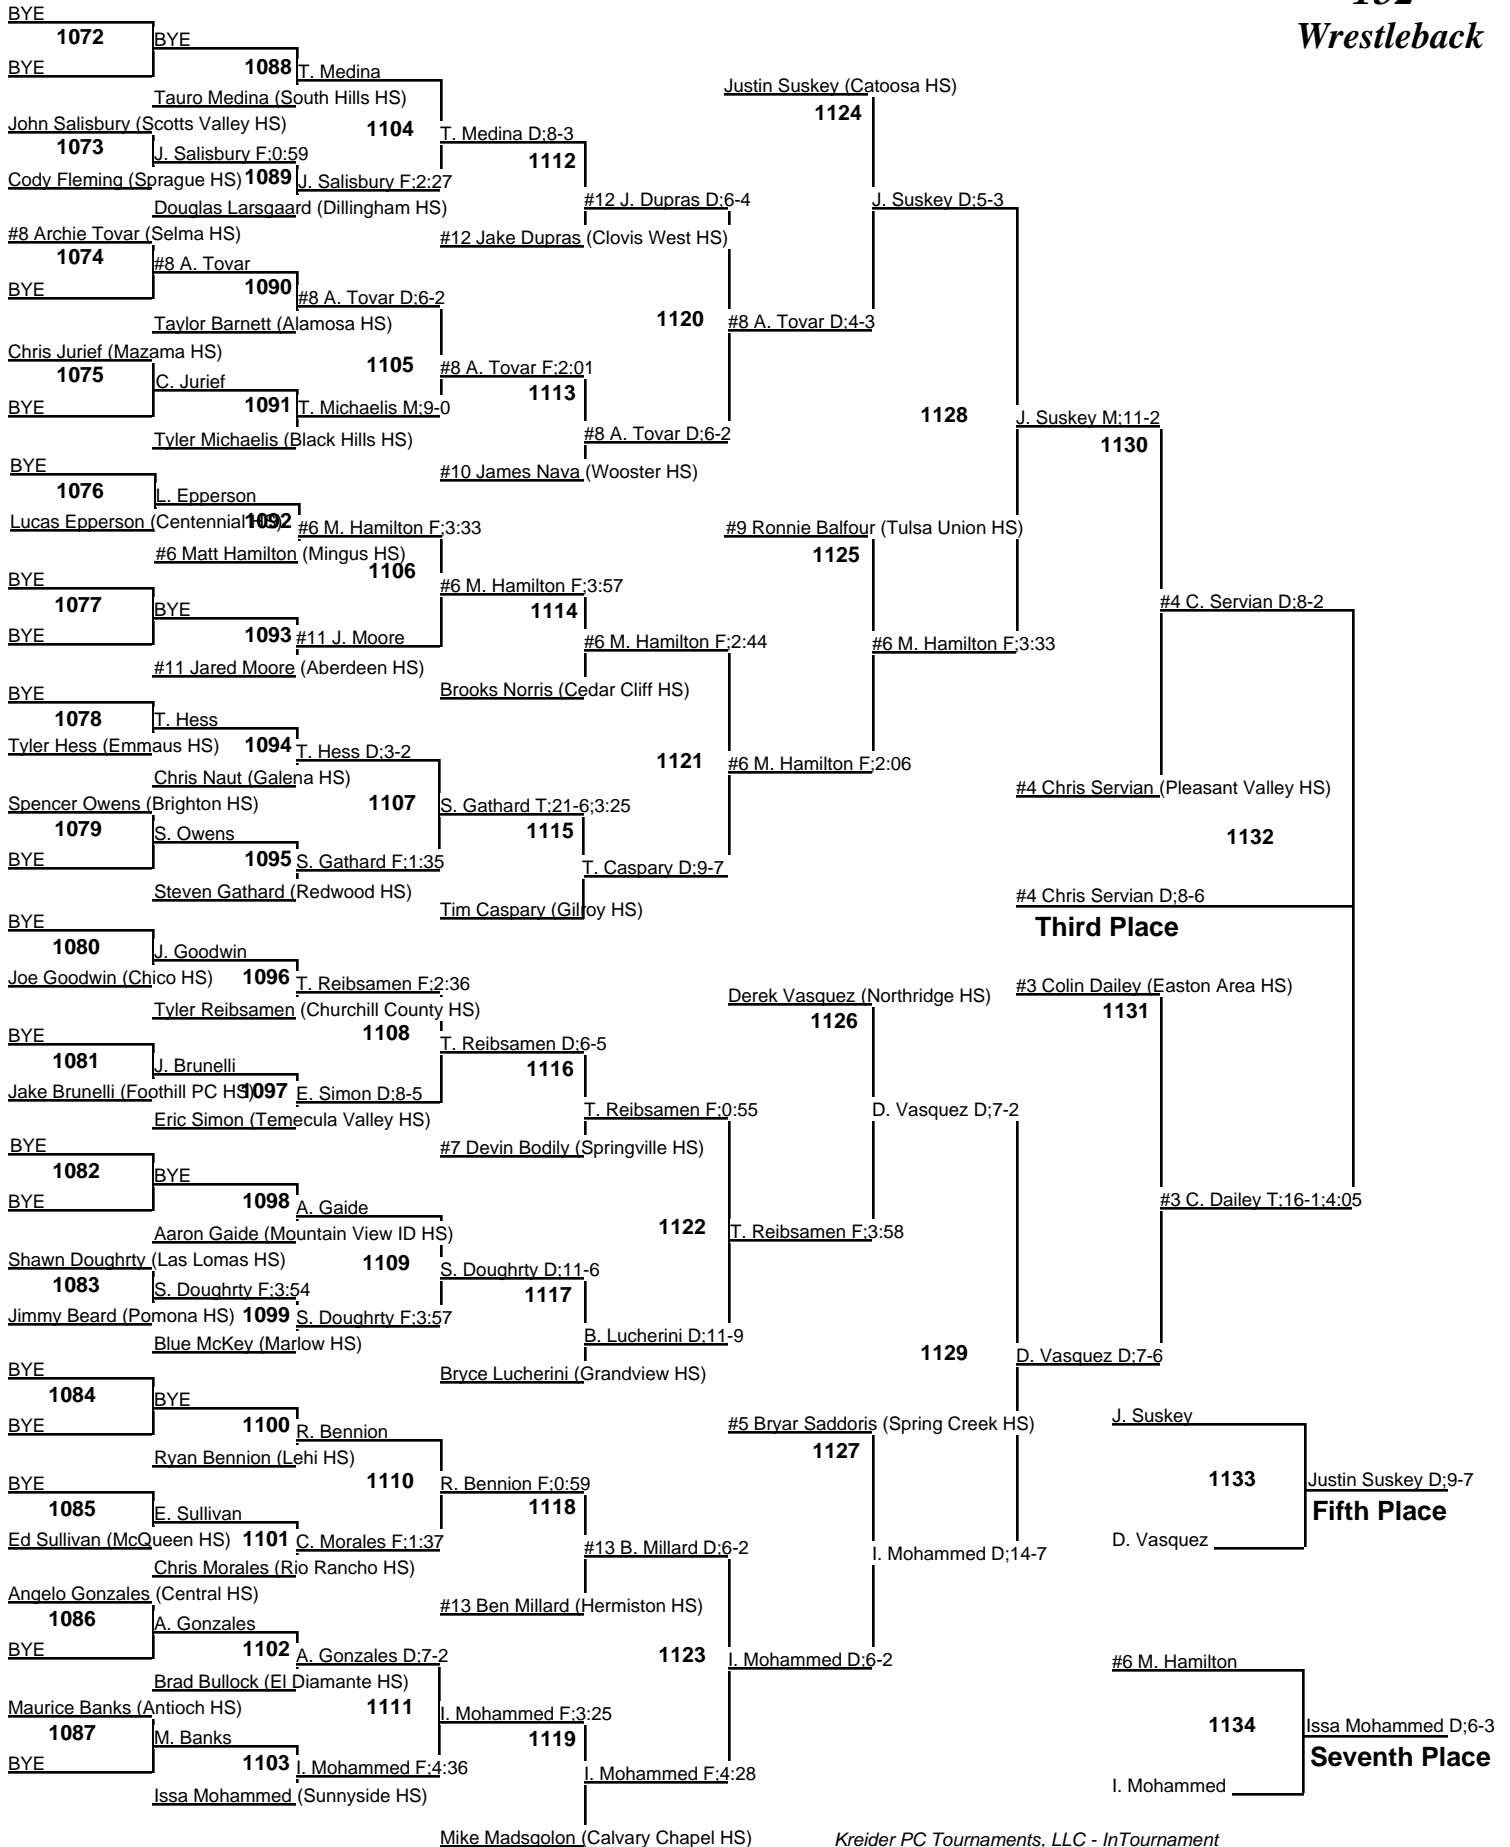 152
Wrestleback
BYE
1072
BYE
BYE
1088
T. Medina
Tauro Medina (South Hills HS)
John Salisbury (Scotts Valley HS)
1104
1073
J. Salisbury F;0:59
Cody Fleming (Sprague HS)
1089
J. Salisbury F;2:27
Douglas Larsgaard (Dillingham HS)
T. Medina D;8-3
1112
#12 J. Dupras D;6-4
#12 Jake Dupras (Clovis West HS)
Justin Suskey (Catoosa HS)
1124
J. Suskey D;5-3
#8 Archie Tovar (Selma HS)
1074
#8 A. Tovar
BYE
1090
#8 A. Tovar D;6-2
Taylor Barnett (Alamosa HS)
1120
#8 A. Tovar D;4-3
Chris Jurief (Mazama HS)
1105
#8 A. Tovar F;2:01
1075
C. Jurief
BYE
1091
T. Michaelis M;9-0
1113
Tyler Michaelis (Black Hills HS)
#8 A. Tovar D;6-2
#10 James Nava (Wooster HS)
1128
J. Suskey M;11-2
1130
BYE
1076
L. Epperson
Lucas Epperson (Centennial HS)
1092
#6 M. Hamilton F;3:33
#6 Matt Hamilton (Mingus HS)
1106
#9 Ronnie Balfour (Tulsa Union HS)
1125
BYE
1077
BYE
BYE
1093
#11 J. Moore
#11 Jared Moore (Aberdeen HS)
#6 M. Hamilton F;3:57
1114
#6 M. Hamilton F;2:44
Brooks Norris (Cedar Cliff HS)
#6 M. Hamilton F;3:33
#4 C. Servian D;8-2
BYE
1078
T. Hess
Tyler Hess (Emmaus HS)
1094
T. Hess D;3-2
Chris Naut (Galena HS)
1121
#6 M. Hamilton F;2:06
Spencer Owens (Brighton HS)
1107
S. Gathard T;21-6;3:25
#4 Chris Servian (Pleasant Valley HS)
1079
S. Owens
BYE
1095
S. Gathard F;1:35
1115
1132
Steven Gathard (Redwood HS)
T. Caspary D;9-7
Tim Caspary (Gilroy HS)
#4 Chris Servian D;8-6
Third Place
BYE
1080
J. Goodwin
Joe Goodwin (Chico HS)
1096
T. Reibsamen F;2:36
Tyler Reibsamen (Churchill County HS)
Derek Vasquez (Northridge HS)
1126
#3 Colin Dailey (Easton Area HS)
1131
1108
T. Reibsamen D;6-5
BYE
1081
J. Brunelli
Jake Brunelli (Foothill PC HS)
1097
E. Simon D;8-5
Eric Simon (Temecula Valley HS)
1116
T. Reibsamen F;0:55
#7 Devin Bodily (Springville HS)
D. Vasquez D;7-2
BYE
1082
BYE
BYE
1098
A. Gaide
Aaron Gaide (Mountain View ID HS)
1122
T. Reibsamen F;3:58
#3 C. Dailey T;16-1;4:05
Shawn Doughrty (Las Lomas HS)
1109
S. Doughrty D;11-6
1083
S. Doughrty F;3:54
Jimmy Beard (Pomona HS)
1099
S. Doughrty F;3:57
Blue McKey (Marlow HS)
1117
B. Lucherini D;11-9
Bryce Lucherini (Grandview HS)
1129
D. Vasquez D;7-6
BYE
1084
BYE
BYE
1100
R. Bennion
Ryan Bennion (Lehi HS)
#5 Bryar Saddoris (Spring Creek HS)
1127
J. Suskey
1110
R. Bennion F;0:59
1133
Justin Suskey D;9-7
Fifth Place
BYE
1085
E. Sullivan
Ed Sullivan (McQueen HS)
1101
C. Morales F;1:37
Chris Morales (Rio Rancho HS)
1118
#13 B. Millard D;6-2
#13 Ben Millard (Hermiston HS)
I. Mohammed D;14-7
D. Vasquez
Angelo Gonzales (Central HS)
1086
A. Gonzales
BYE
1102
A. Gonzales D;7-2
Brad Bullock (El Diamante HS)
1123
I. Mohammed D;6-2
#6 M. Hamilton
Maurice Banks (Antioch HS)
1111
I. Mohammed F;3:25
1087
M. Banks
BYE
1103
I. Mohammed F;4:36
Issa Mohammed (Sunnyside HS)
1119
I. Mohammed F;4:28
1134
Issa Mohammed D;6-3
Seventh Place
I. Mohammed
Mike Madsgolon (Calvary Chapel HS)
Kreider PC Tournaments, LLC - InTournament